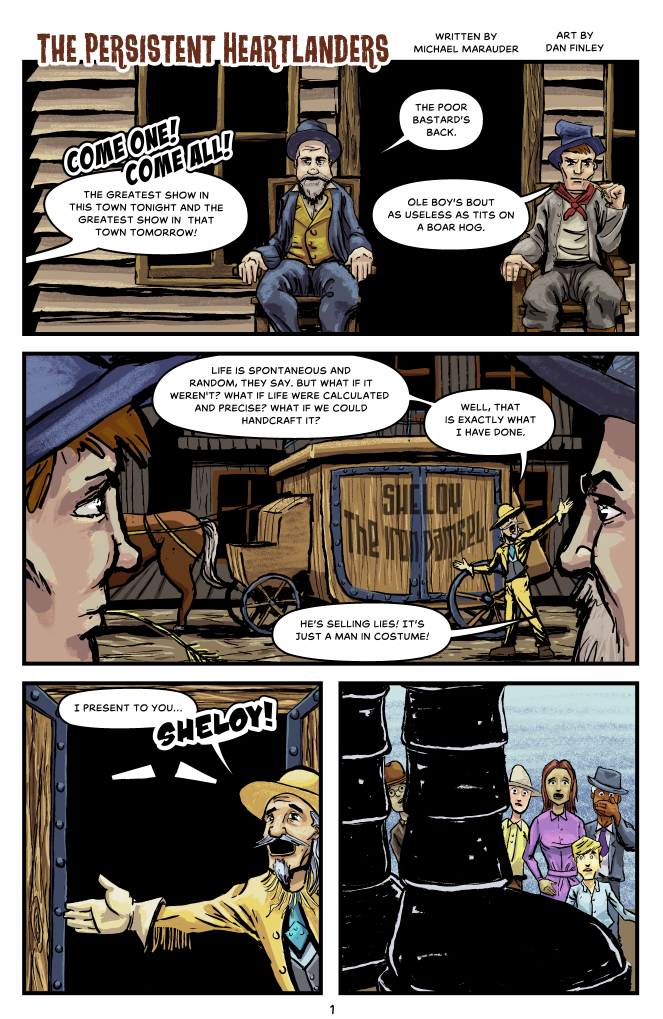 THE PERSISTENT HEARTLANDERS
WRITTEN BY
MICHAEL MARAUDER
ART BY
DAN FINLEY
COME ONE!
COME ALL!
THE GREATEST SHOW IN
THIS TOWN TONIGHT AND THE
GREATEST SHOW IN THAT
TOWN TOMORROW!
THE POOR
BASTARD'S
BACK.
OLE BOY'S BOUT
AS USELESS AS TITS ON
A BOAR HOG.
LIFE IS SPONTANEOUS AND
RANDOM, THEY SAY. BUT WHAT IF IT
WEREN'T? WHAT IF LIFE WERE CALCULATED
AND PRECISE? WHAT IF WE COULD
HANDCRAFT IT?
WELL, THAT
IS EXACTLY WHAT
I HAVE DONE.
SHELOY
The Iron Damsel
HE'S SELLING LIES! IT'S
JUST A MAN IN COSTUME!
I PRESENT TO YOU...
SHELOY!
1